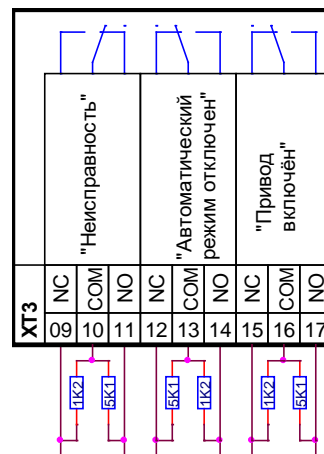 "Неисправность"
"Автоматический
режим отключен"
"Привод
включён"
ХТ3
NC
COM
NO
NC
COM
NO
NC
COM
NO
09
10
11
12
13
14
15
16
17
1K2
5K1
1K2
5K1
1K2
5K1